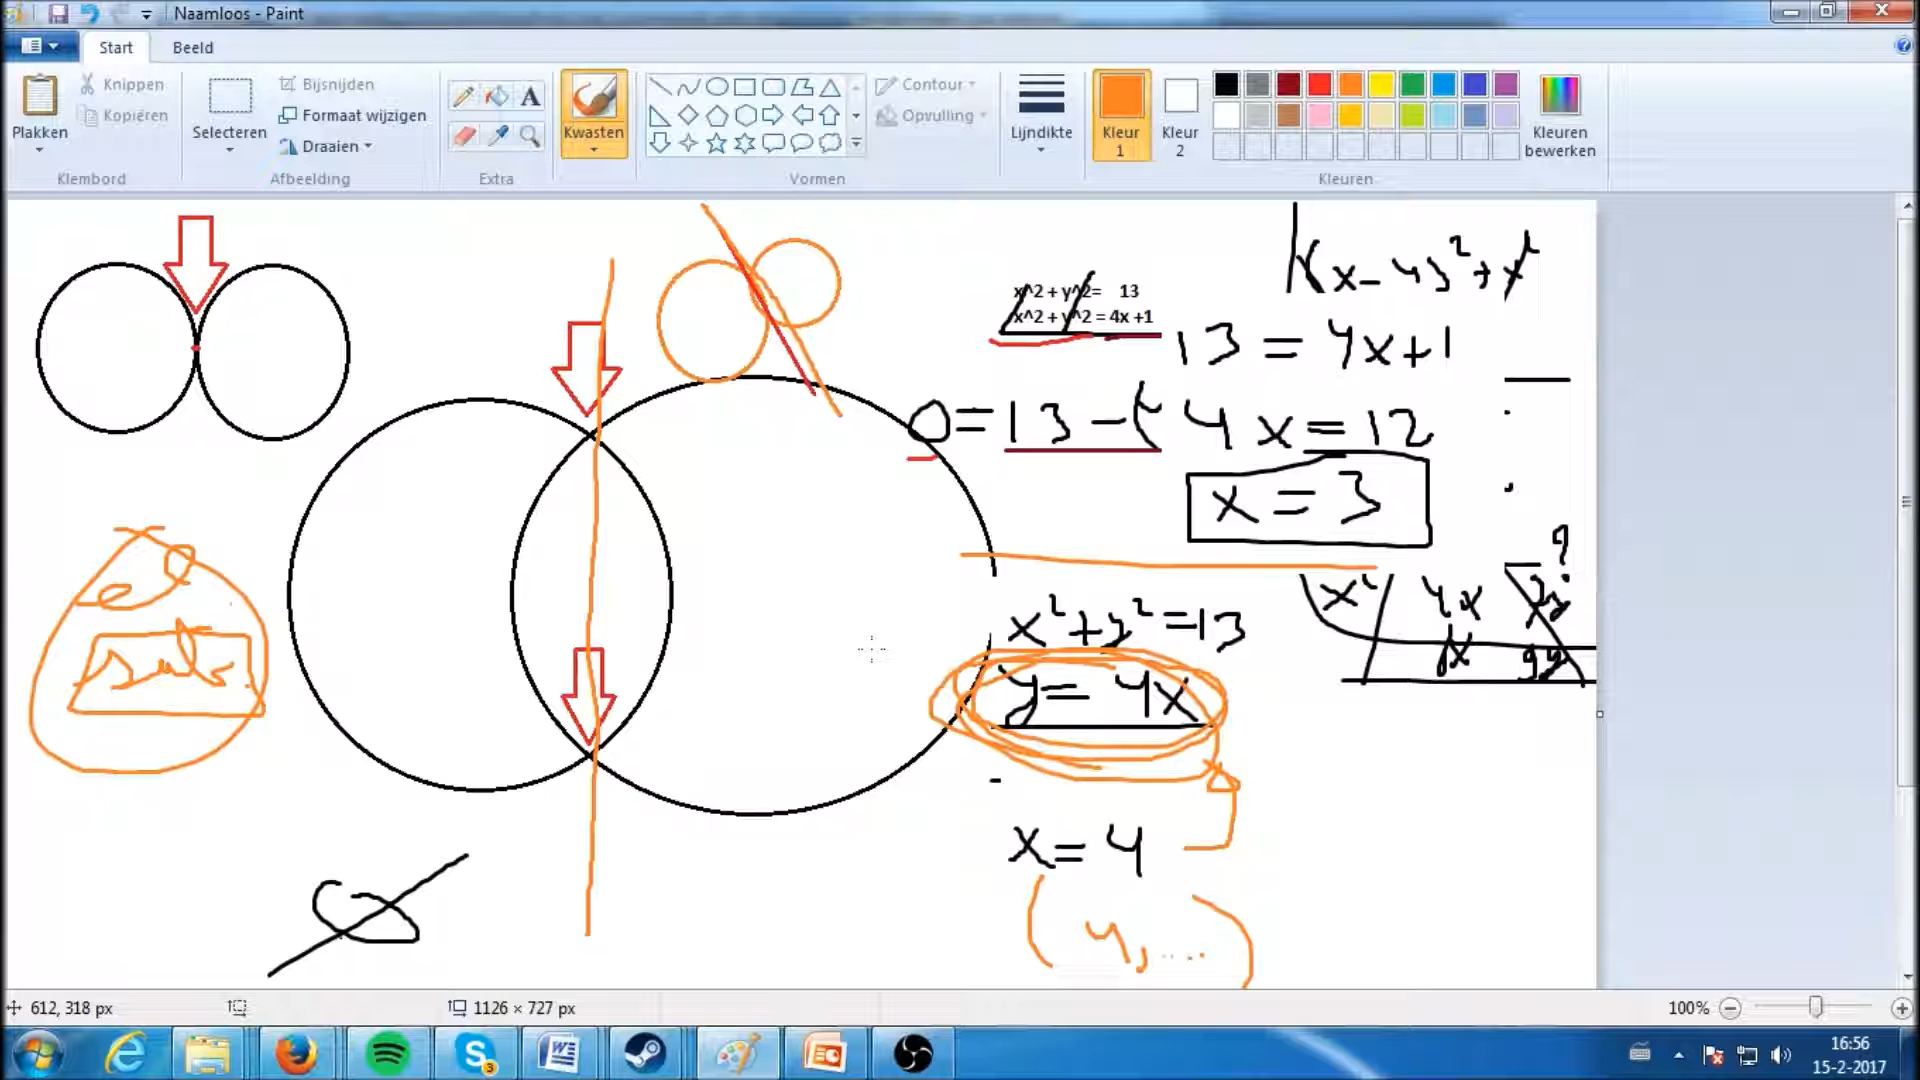 Naamloos - Paint
Start Beeld
Plakken
Knippen
Kopiëren
Klembord
Selecteren
Bijsnijden
Formaat wijzigen
Draaien
Afbeelding
A
Extra
Kwasten
Vormen
Contour
Opvulling
Lijndikte
Kleur 1
Kleur 2
Kleuren bewerken
Kleuren
x^2 + y^2= 13
x^2 + y^2 = 4x +1
13 = 4x+1
0=13-(
4x=12
x = 3
x²+y²=13
y= 4x
x= 4
(4, ...)
x² 4x
?
612, 318 px
1126 × 727 px
100%
16:56
15-2-2017